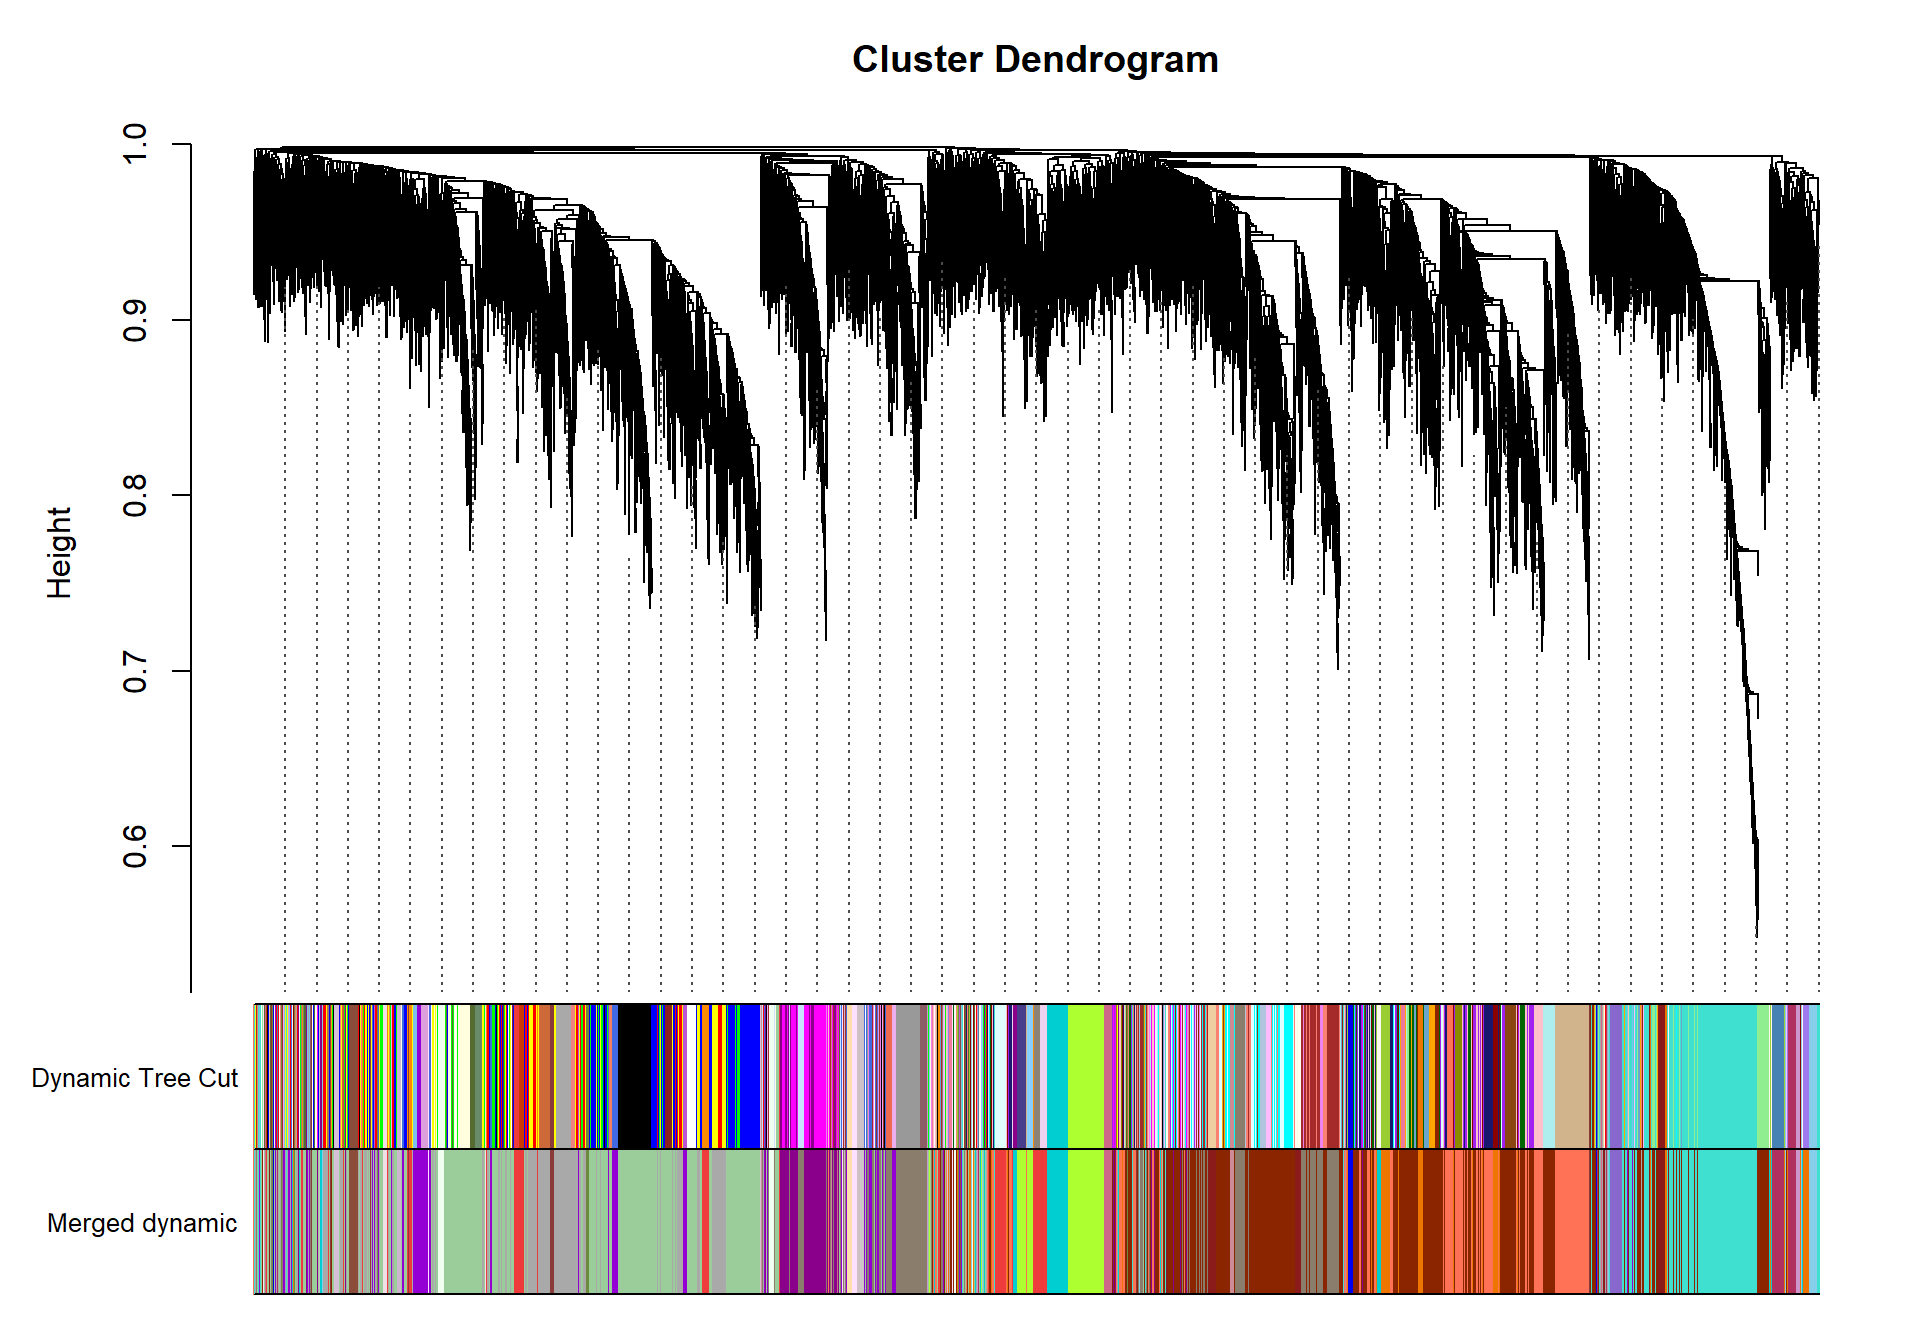 Cluster Dendrogram
Height
1.0
0.9
0.8
0.7
0.6
Dynamic Tree Cut
Merged dynamic